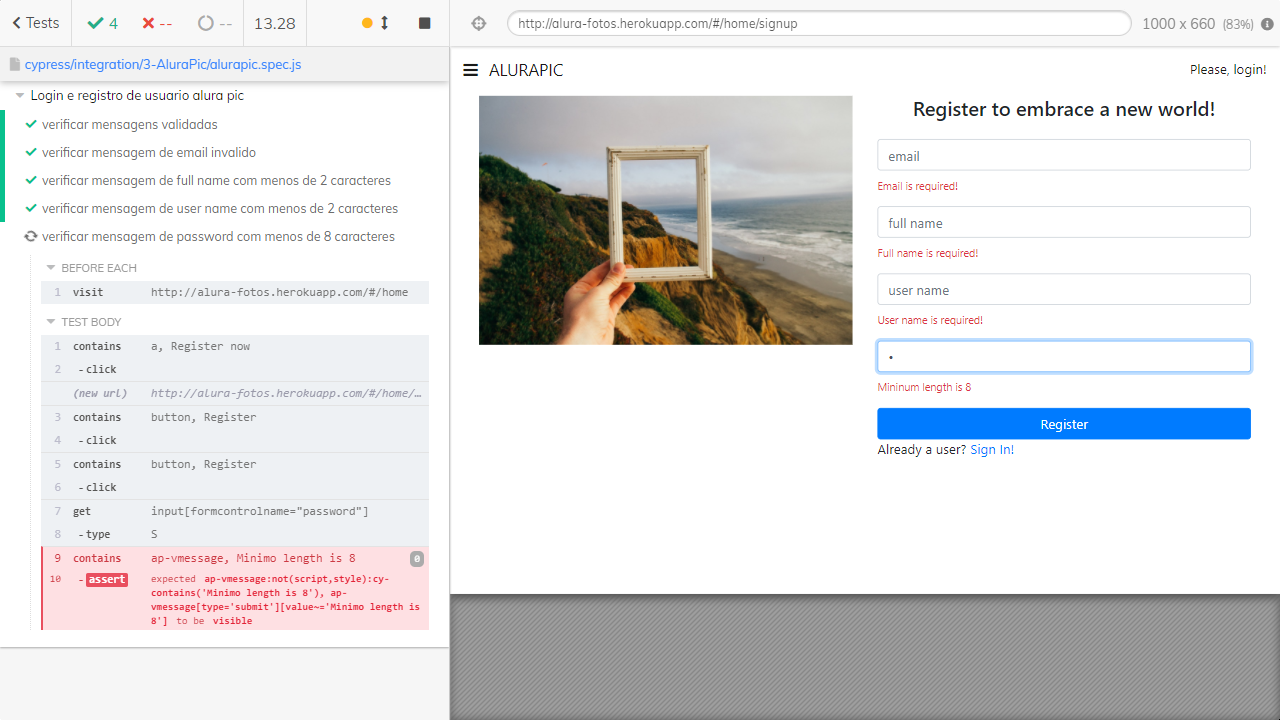 Tests
4
--
--
13.28
http://alura-fotos.herokuapp.com/#/home/signup
1000 x 660 (83%)
cypress/integration/3-AluraPic/alurapic.spec.js
Login e registro de usuario alura pic
verificar mensagens validadas
verificar mensagem de email invalido
verificar mensagem de full name com menos de 2 caracteres
verificar mensagem de user name com menos de 2 caracteres
verificar mensagem de password com menos de 8 caracteres
BEFORE EACH
1 visit http://alura-fotos.herokuapp.com/#/home
TEST BODY
1 contains a, Register now
2 - click
(new url) http://alura-fotos.herokuapp.com/#/home/…
3 contains button, Register
4 - click
5 contains button, Register
6 - click
7 get input[formcontrolname="password"]
8 - type S
9 contains ap-vmessage, Minimo length is 8 0
10 - assert expected ap-vmessage:not(script,style):cy-
contains('Minimo length is 8'), ap-
vmessage[type='submit'][value~='Minimo length is
8'] to be visible
ALURAPIC
Please, login!
Register to embrace a new world!
email
Email is required!
full name
Full name is required!
user name
User name is required!
•
Mininum length is 8
Register
Already a user? Sign In!